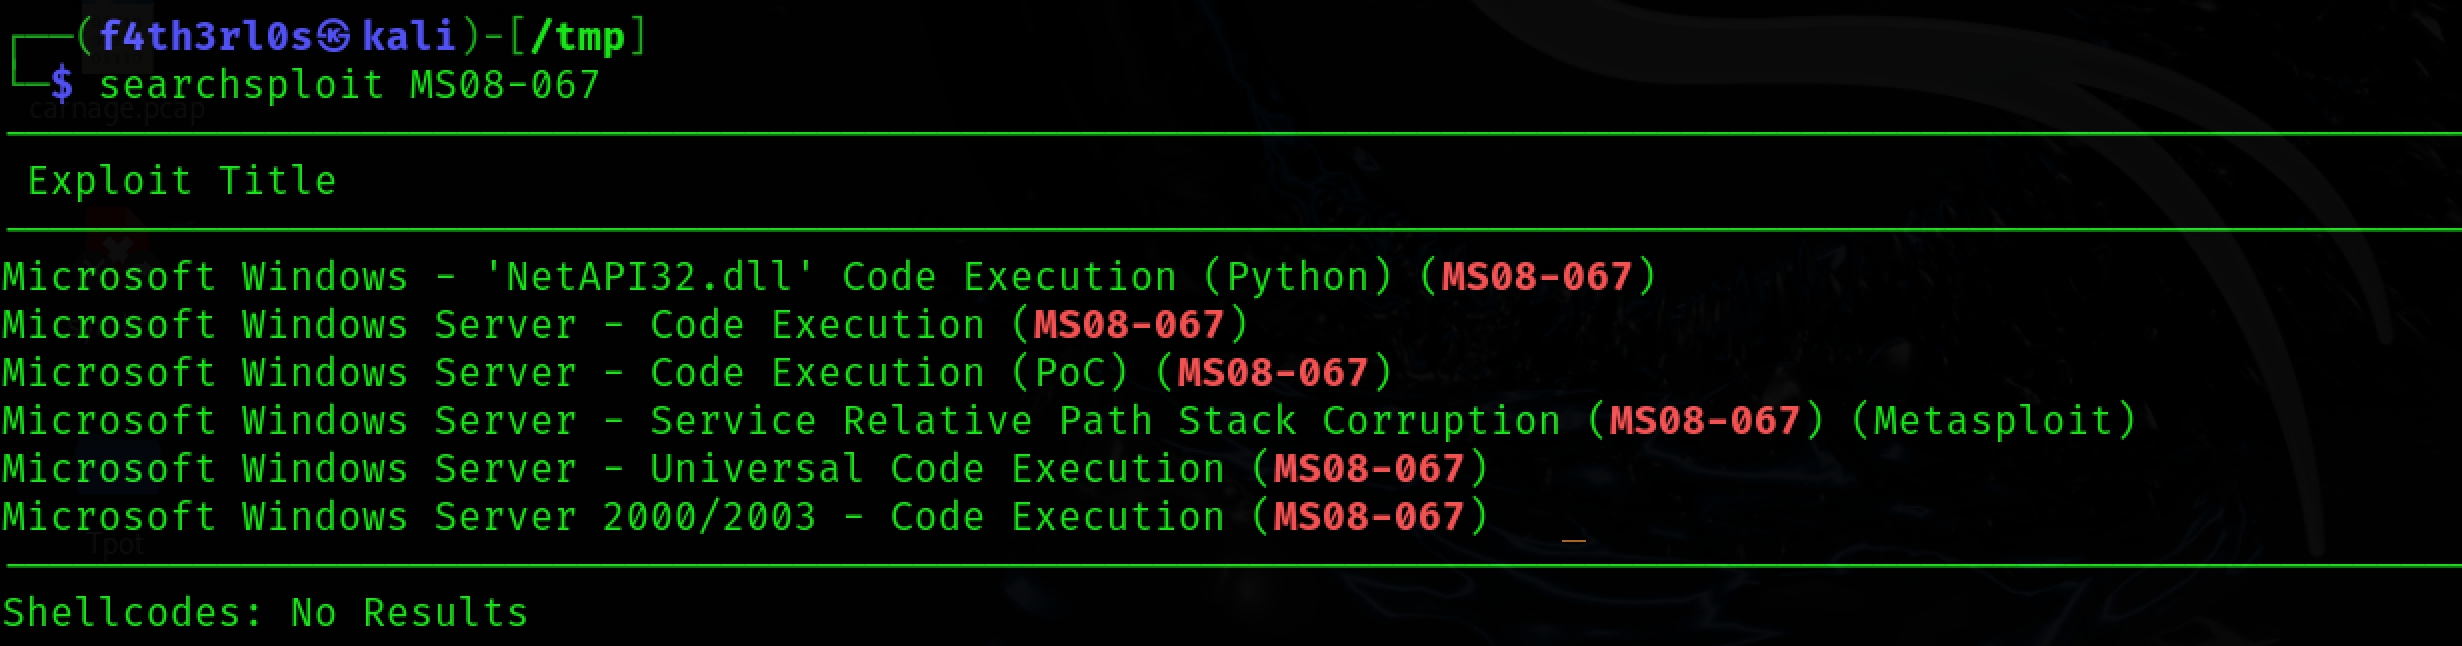 ┌──(f4th3rl0s㉿kali)-[/tmp]
└─$ searchsploit MS08-067
carnage.pcap
Exploit Title
Microsoft Windows - 'NetAPI32.dll' Code Execution (Python) (MS08-067)
Microsoft Windows Server - Code Execution (MS08-067)
Microsoft Windows Server - Code Execution (PoC) (MS08-067)
Microsoft Windows Server - Service Relative Path Stack Corruption (MS08-067) (Metasploit)
Microsoft Windows Server - Universal Code Execution (MS08-067)
Microsoft Windows Server 2000/2003 - Code Execution (MS08-067)
Tpot
Shellcodes: No Results